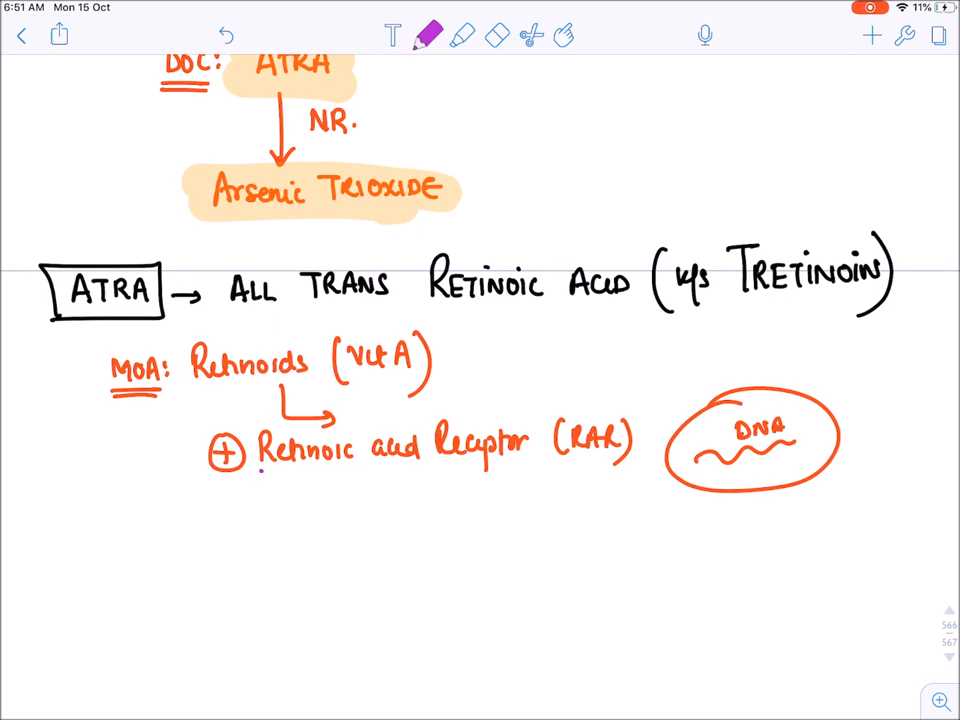 6:51 AM Mon 15 Oct
11%
T
DOC: ATRA
NR.
Arsenic TRIOXIDE
ATRA → ALL TRANS RETINOIC ACID (k/s TRETINOIN)
MOA: Retinoids (Vit A)
+ Retinoic acid Receptor (RAR)
DNA
566
567